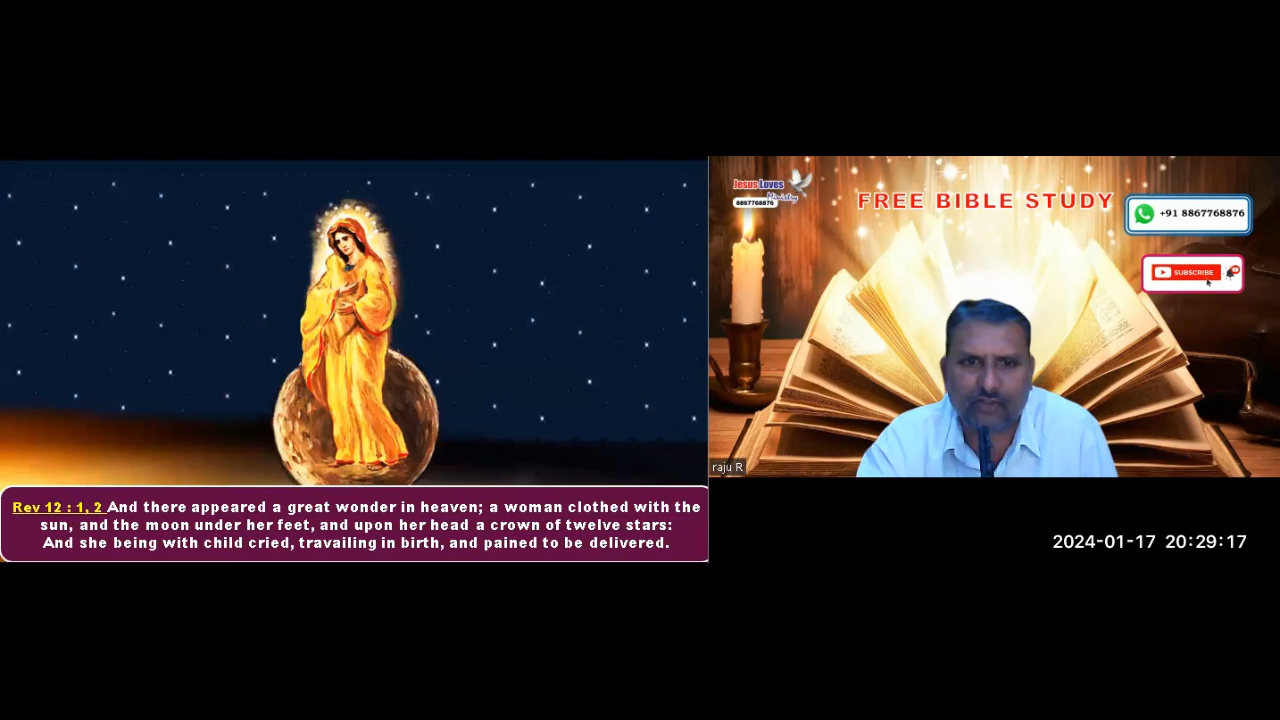 Rev 12 : 1, 2 And there appeared a great wonder in heaven; a woman clothed with the
sun, and the moon under her feet, and upon her head a crown of twelve stars:
And she being with child cried, travailing in birth, and pained to be delivered.
Jesus Loves
Ministry
8867768876
FREE BIBLE STUDY
+91 8867768876
SUBSCRIBE
raju R
2024-01-17 20:29:17